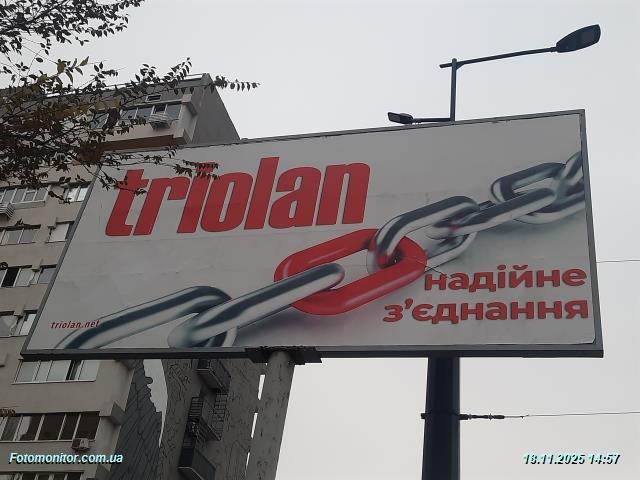 triolan
надійне
з’єднання
triolan.net
Fotomonitor.com.ua
18.11.2025 14:57